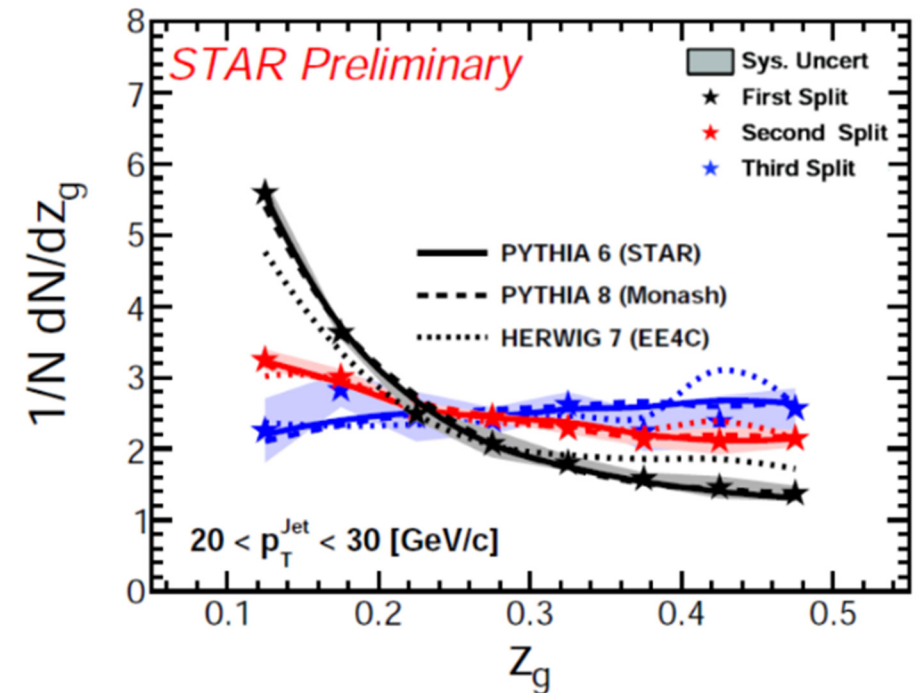 STAR Preliminary
Sys. Uncert
First Split
Second Split
Third Split
PYTHIA 6 (STAR)
PYTHIA 8 (Monash)
HERWIG 7 (EE4C)
20 < p_T^Jet < 30 [GeV/c]
1/N dN/dz_g
8
7
6
5
4
3
2
1
0
0.1 0.2 0.3 0.4 0.5
z_g